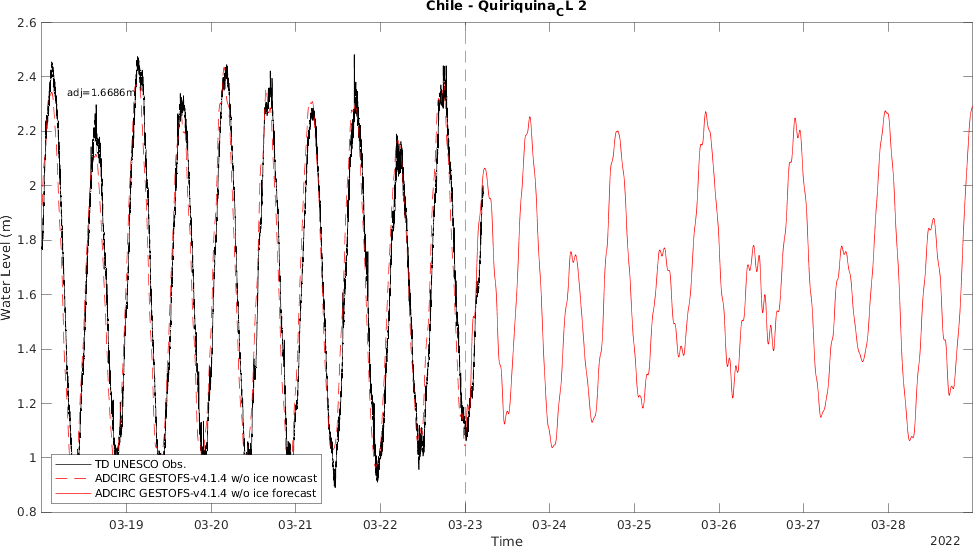 Chile - Quiriquina_CL 2
2.6
2.4
2.2
2
1.8
1.6
1.4
1.2
1
0.8
Water Level (m)
adj=1.6686m
TD UNESCO Obs.
ADCIRC GESTOFS-v4.1.4 w/o ice nowcast
ADCIRC GESTOFS-v4.1.4 w/o ice forecast
03-19 03-20 03-21 03-22 03-23 03-24 03-25 03-26 03-27 03-28
Time
2022